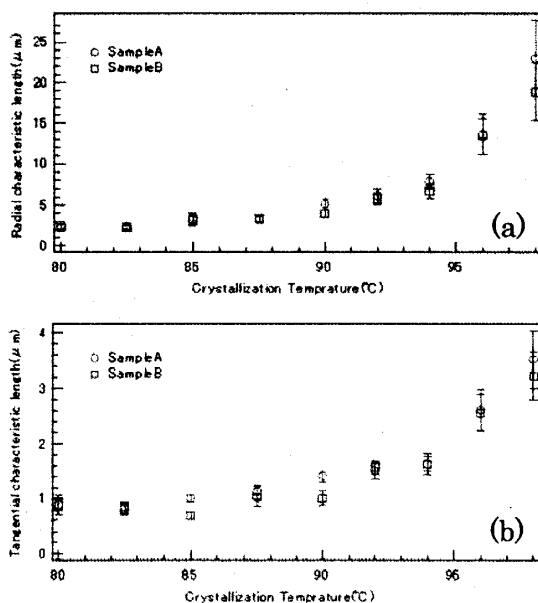 25
20
15
10
5
0
Radial characteristic length(μm)
SampleA
SampleB
(a)
80 85 90 95
Crystallization Temprature(℃)
4
3
2
1
0
Tangential characteristic length(μm)
SampleA
SampleB
(b)
80 85 90 95
Crystallization Temprature(℃)